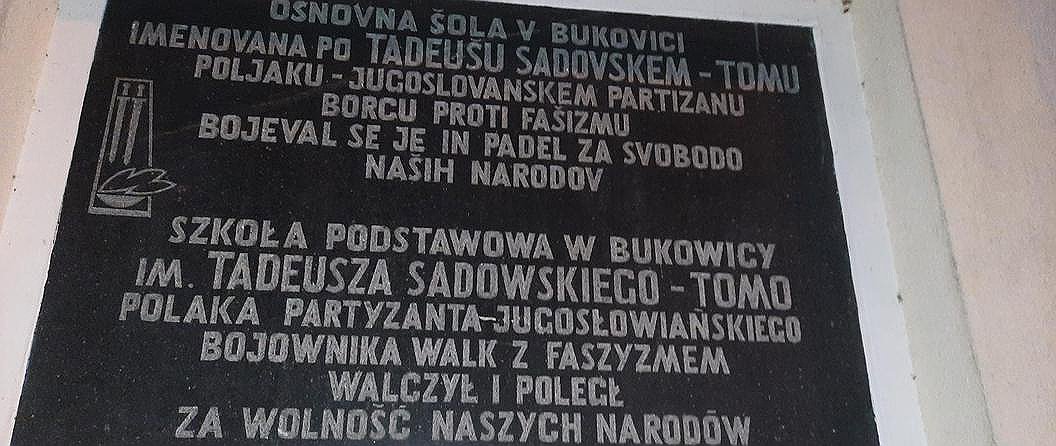 OSNOVNA ŠOLA V BUKOVICI
IMENOVANA PO TADEUŠU SADOVSKEM - TOMU
POLJAKU - JUGOSLOVANSKEM PARTIZANU
BORCU PROTI FAŠIZMU
BOJEVAL SE JE IN PADEL ZA SVOBODO
NAŠIH NARODOV
SZKOŁA PODSTAWOWA W BUKOWICY
IM. TADEUSZA SADOWSKIEGO - TOMO
POLAKA PARTYZANTA-JUGOSŁOWIAŃSKIEGO
BOJOWNIKA WALK Z FASZYZMEM
WALCZYŁ I POLEGŁ
ZA WOLNOŚĆ NASZYCH NARODÓW